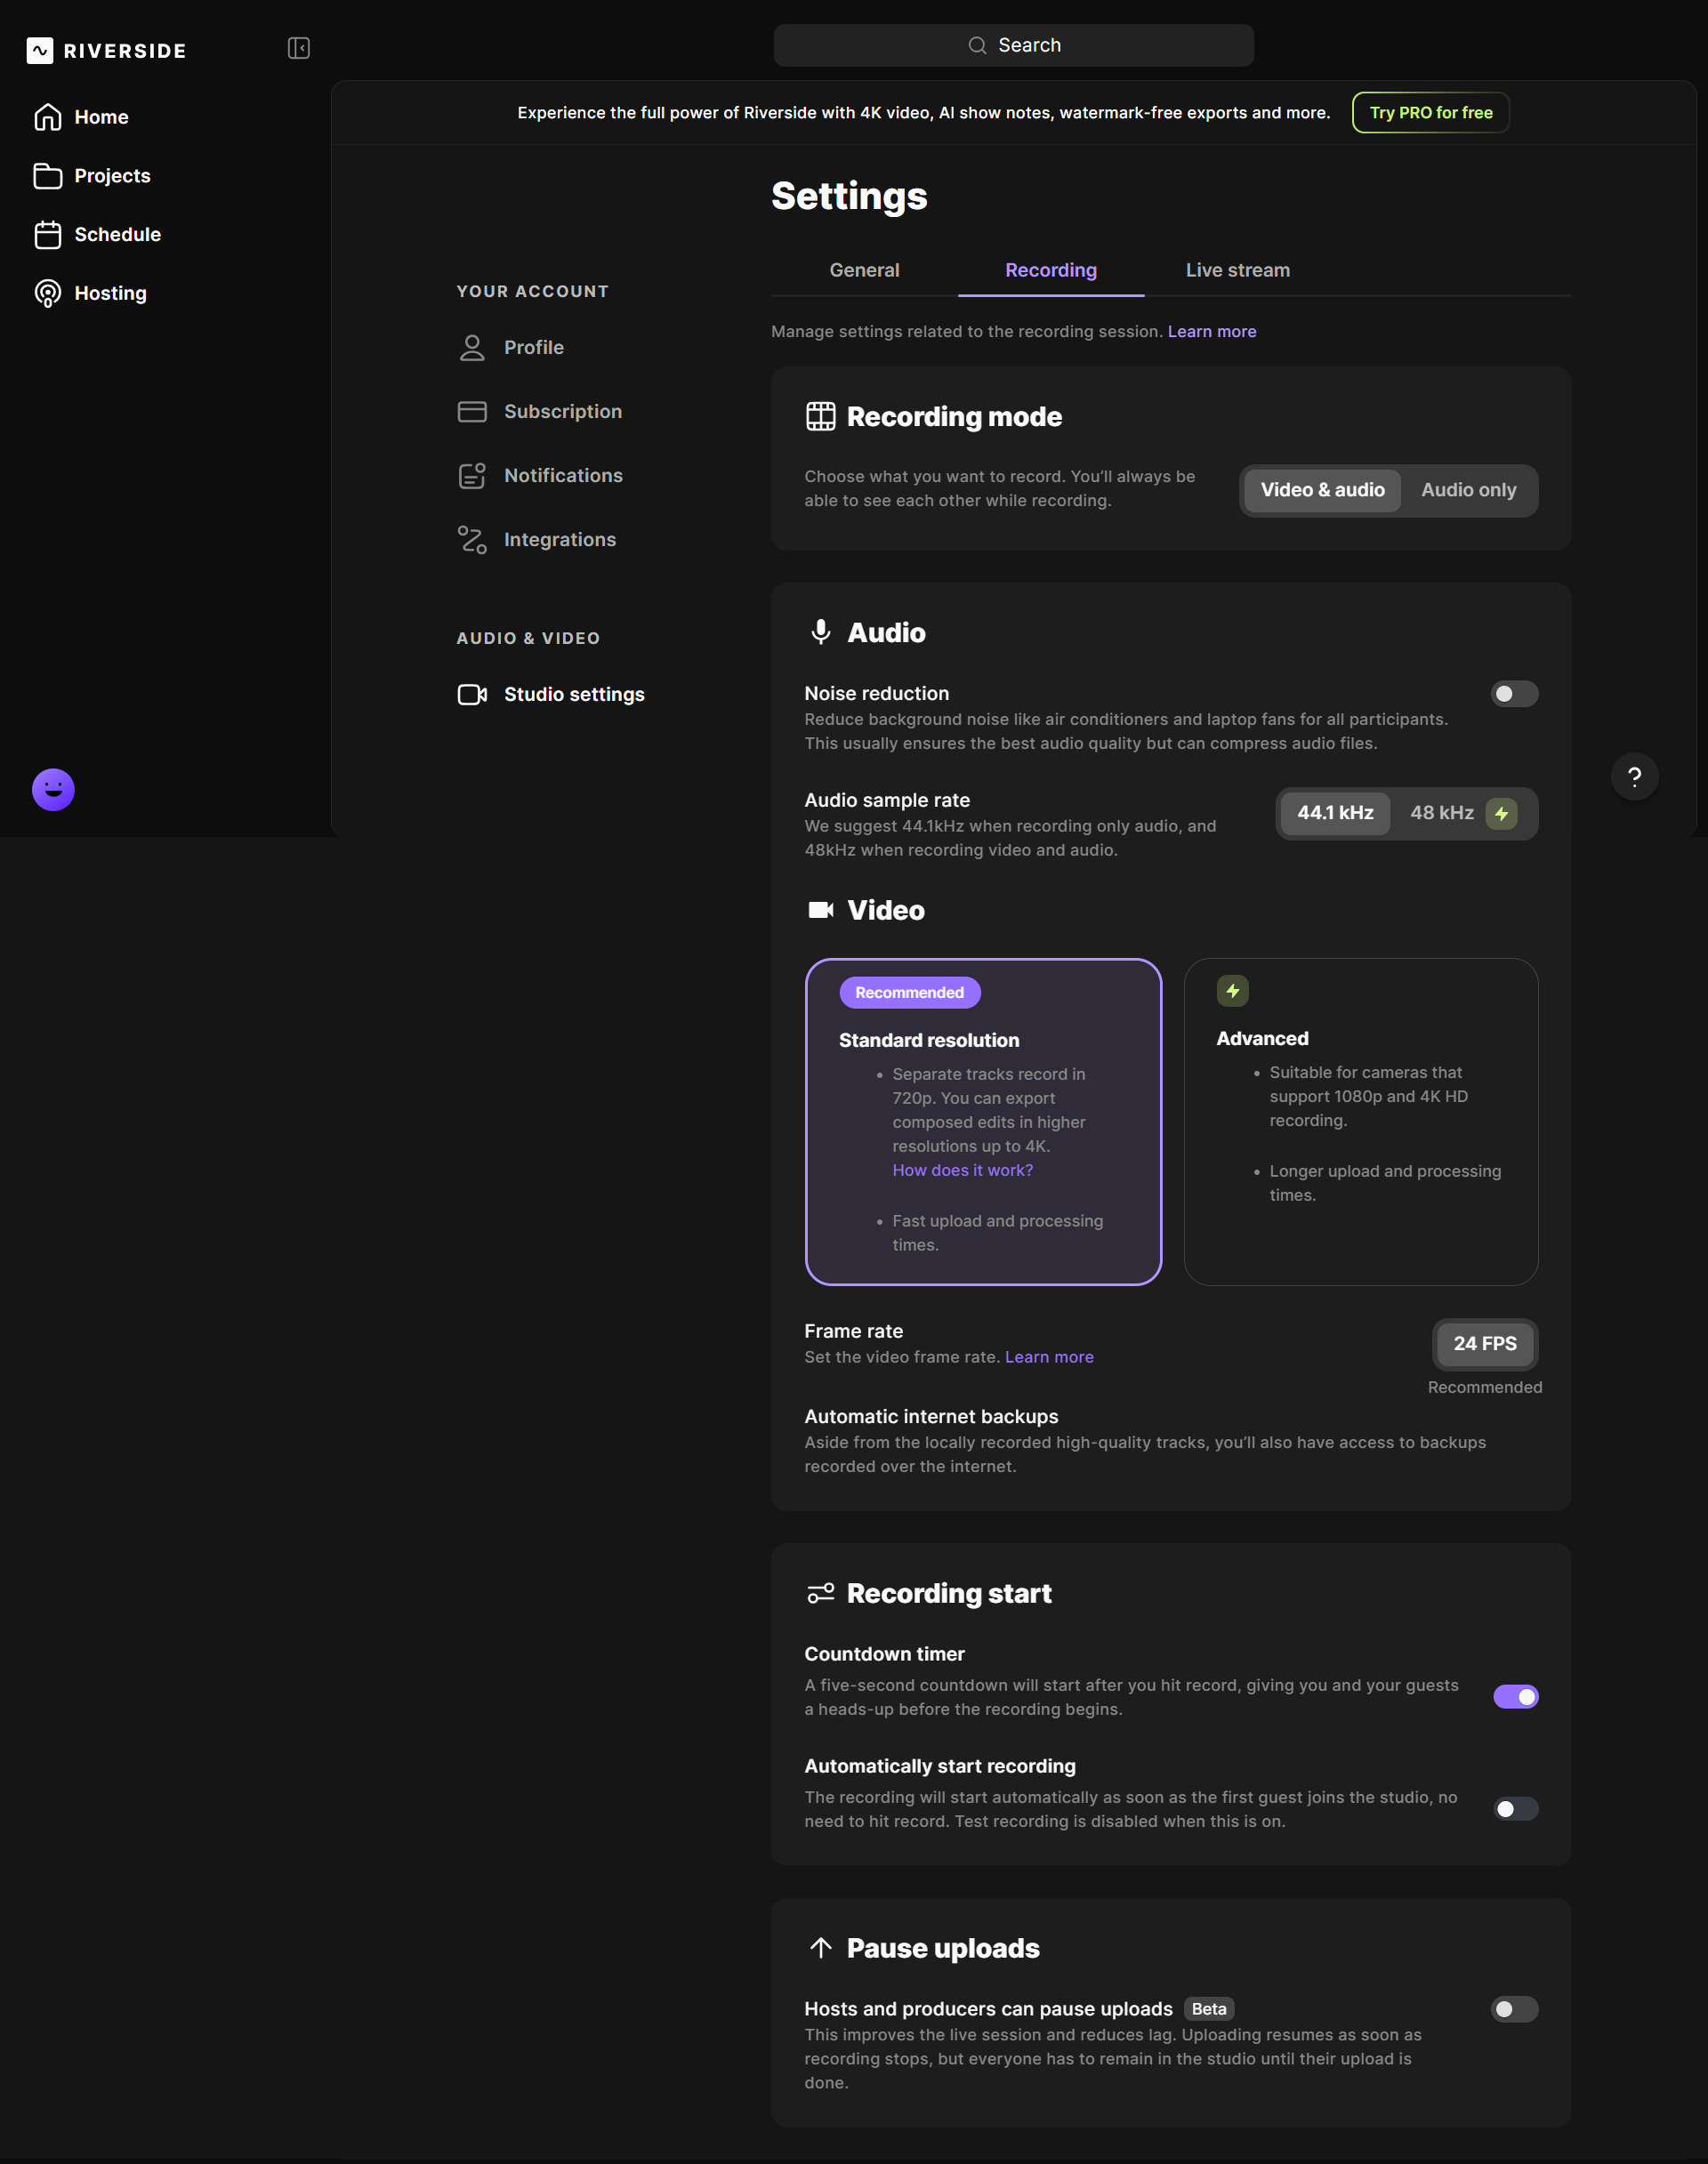 RIVERSIDE
Search
Home
Projects
Schedule
Hosting
Experience the full power of Riverside with 4K video, AI show notes, watermark-free exports and more.
Try PRO for free
Settings
YOUR ACCOUNT
Profile
Subscription
Notifications
Integrations
AUDIO & VIDEO
Studio settings
General
Recording
Live stream
Manage settings related to the recording session. Learn more
Recording mode
Choose what you want to record. You’ll always be
able to see each other while recording.
Video & audio
Audio only
Audio
Noise reduction
Reduce background noise like air conditioners and laptop fans for all participants.
This usually ensures the best audio quality but can compress audio files.
Audio sample rate
We suggest 44.1kHz when recording only audio, and
48kHz when recording video and audio.
44.1 kHz
48 kHz
?
Video
Recommended
Standard resolution
• Separate tracks record in
720p. You can export
composed edits in higher
resolutions up to 4K.
How does it work?
• Fast upload and processing
times.
Advanced
• Suitable for cameras that
support 1080p and 4K HD
recording.
• Longer upload and processing
times.
Frame rate
Set the video frame rate. Learn more
24 FPS
Recommended
Automatic internet backups
Aside from the locally recorded high-quality tracks, you’ll also have access to backups
recorded over the internet.
Recording start
Countdown timer
A five-second countdown will start after you hit record, giving you and your guests
a heads-up before the recording begins.
Automatically start recording
The recording will start automatically as soon as the first guest joins the studio, no
need to hit record. Test recording is disabled when this is on.
Pause uploads
Hosts and producers can pause uploads Beta
This improves the live session and reduces lag. Uploading resumes as soon as
recording stops, but everyone has to remain in the studio until their upload is
done.